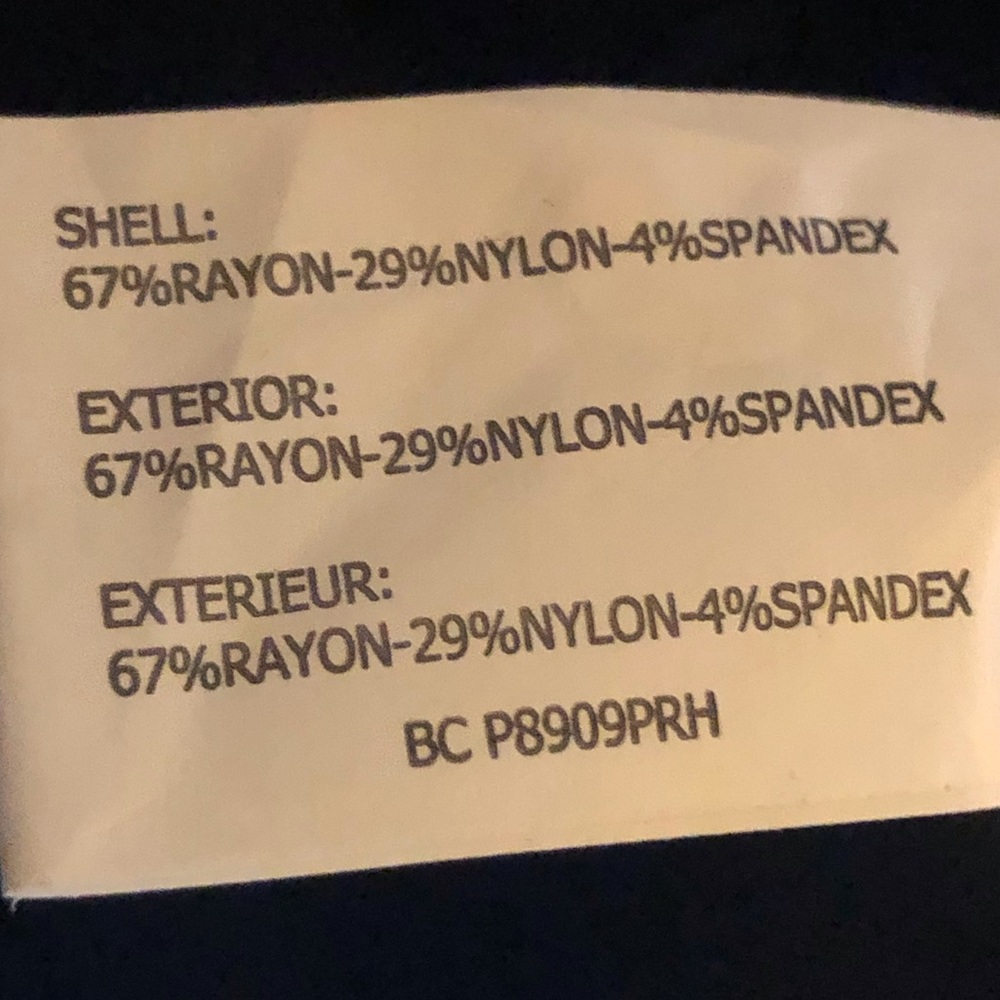 SHELL:
67%RAYON-29%NYLON-4%SPANDEX
EXTERIOR:
67%RAYON-29%NYLON-4%SPANDEX
EXTERIEUR:
67%RAYON-29%NYLON-4%SPANDEX
BC P8909PRH